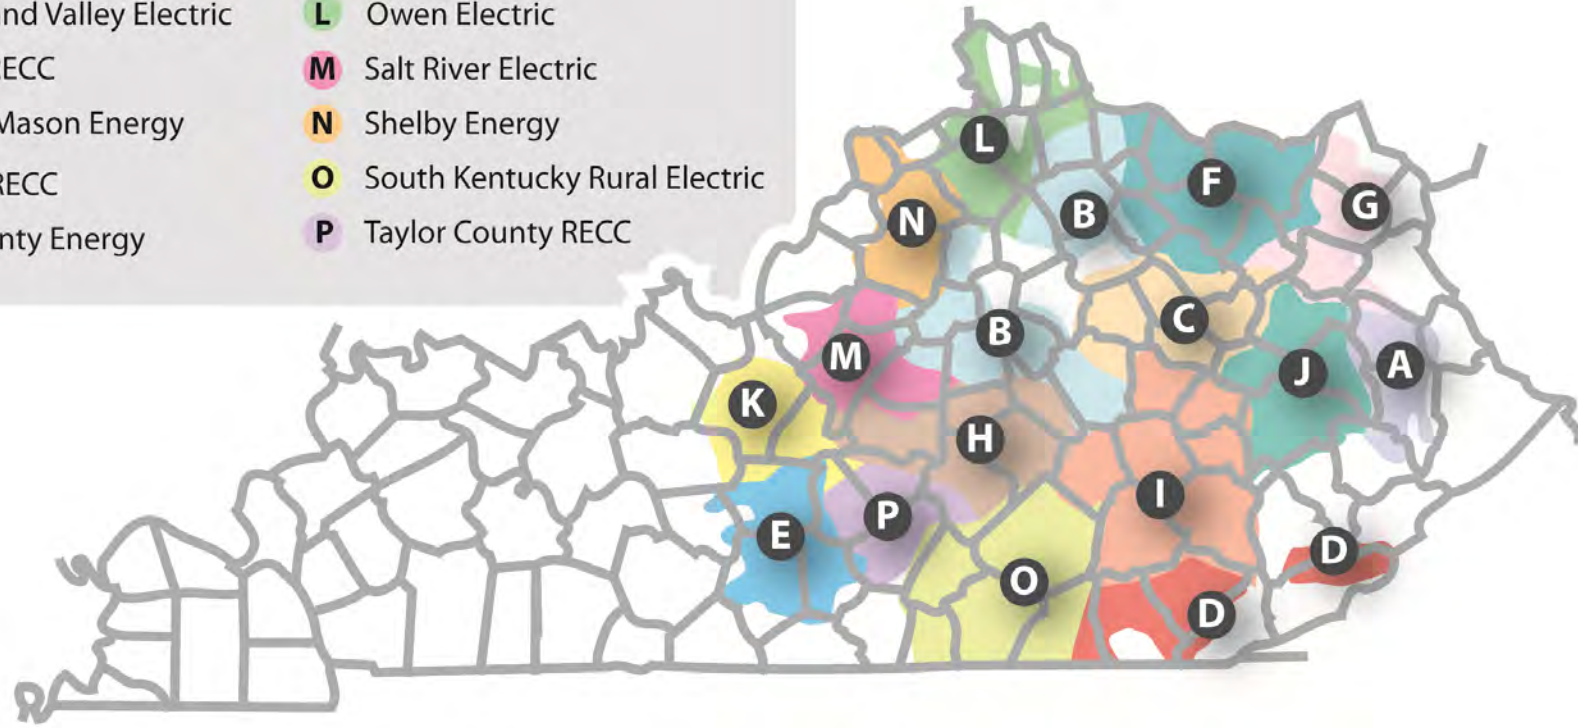 nd Valley Electric
L Owen Electric
ECC
M Salt River Electric
Mason Energy
N Shelby Energy
RECC
O South Kentucky Rural Electric
nty Energy
P Taylor County RECC
L
F
G
B
N
C
B
M
J
A
K
H
I
P
E
D
O
D